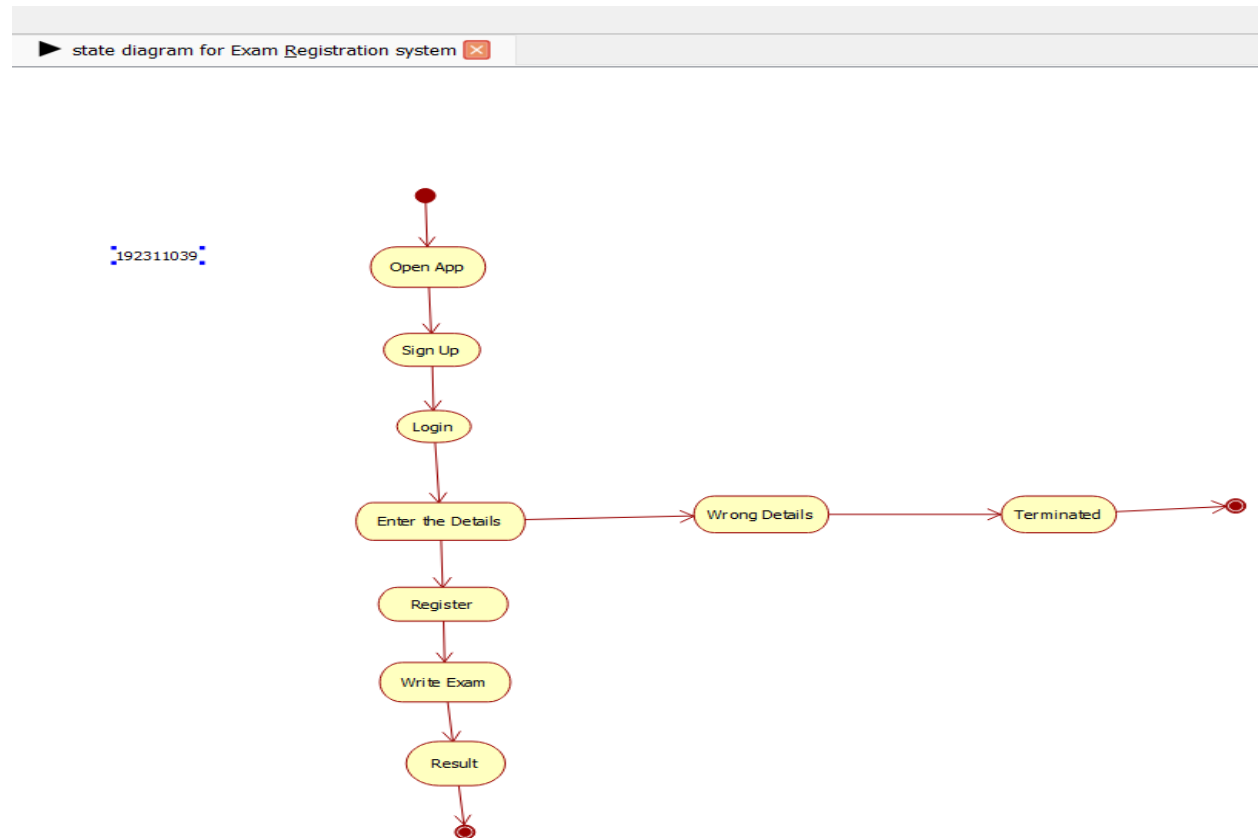 state diagram for Exam Registration system
192311039
Open App
Sign Up
Login
Enter the Details
Wrong Details
Terminated
Register
Write Exam
Result